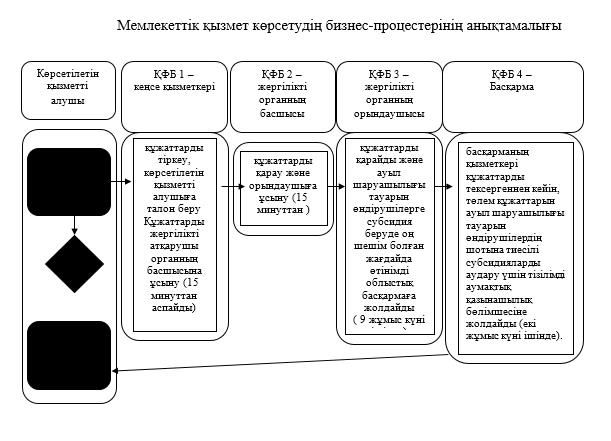 Мемлекеттік қызмет көрсетудің бизнес-процестерінің анықтамалығы
Көрсетілетін
қызметті
алушы
ҚФБ 1 –
кеңсе қызметкері
ҚФБ 2 –
жергілікті
органның
басшысы
ҚФБ 3 –
жергілікті
органның
орындаушысы
ҚФБ 4 –
Басқарма
құжаттарды
тіркеу,
көрсетілетін
қызметті
алушыға
талон беру
Құжаттарды
жергілікті
атқарушы
органның
басшысына
ұсыну (15
минуттан
аспайды)
құжаттарды
қарау және
орындаушыға
ұсыну (15
минуттан )
құжаттарды
қарайды және
ауыл
шаруашылығы
тауарын
өндірушілерге
субсидия
беруде оң
шешім болған
жағдайда
өтінімді
облыстық
басқармаға
жолдайды
( 9 жұмыс күні
басқарманың
қызметкері
құжаттарды
тексергеннен кейін,
төлем құжаттарын
ауыл шаруашылығы
тауарын
өндірушілердің
шотына тиесілі
субсидияларды
аудару үшін тізілімді
аумақтық
қазынашылық
бөлімшесіне
жолдайды (екі
жұмыс күні ішінде).